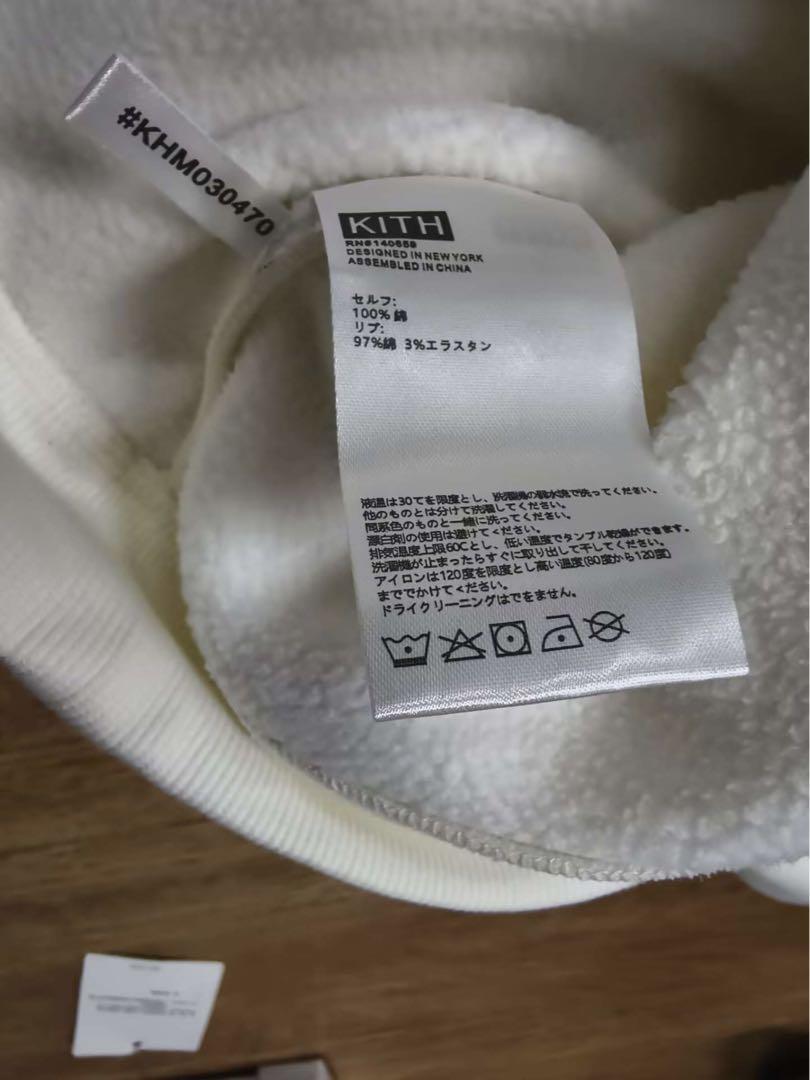 #KHM030470
KITH
RN#140659
DESIGNED IN NEW YORK
ASSEMBLED IN CHINA
セルフ:
100% 綿
リブ:
97%綿 3%エラスタン
液温は30てを限度とし、洗濯機の弱水流で洗ってください。
他のものとは分けて洗濯してください。
同系色のものと一緒に洗ってください。
漂白剤の使用は避けてください。
排気温度上限60Cとし、低い温度でタンブル乾燥ができます。
洗濯機が止まったらすぐに取り出して干してください。
アイロンは120度を限度とし高い温度(80度から120度)
まででかけてください。
ドライクリーニングはでをません。